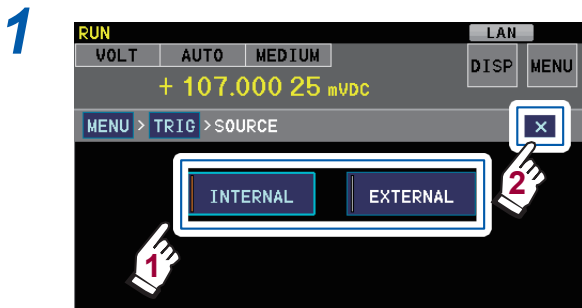 1
RUN LAN
VOLT AUTO MEDIUM DISP MENU
+ 107.000 25 mVDC
MENU > TRIG >SOURCE ×
INTERNAL EXTERNAL
2
1